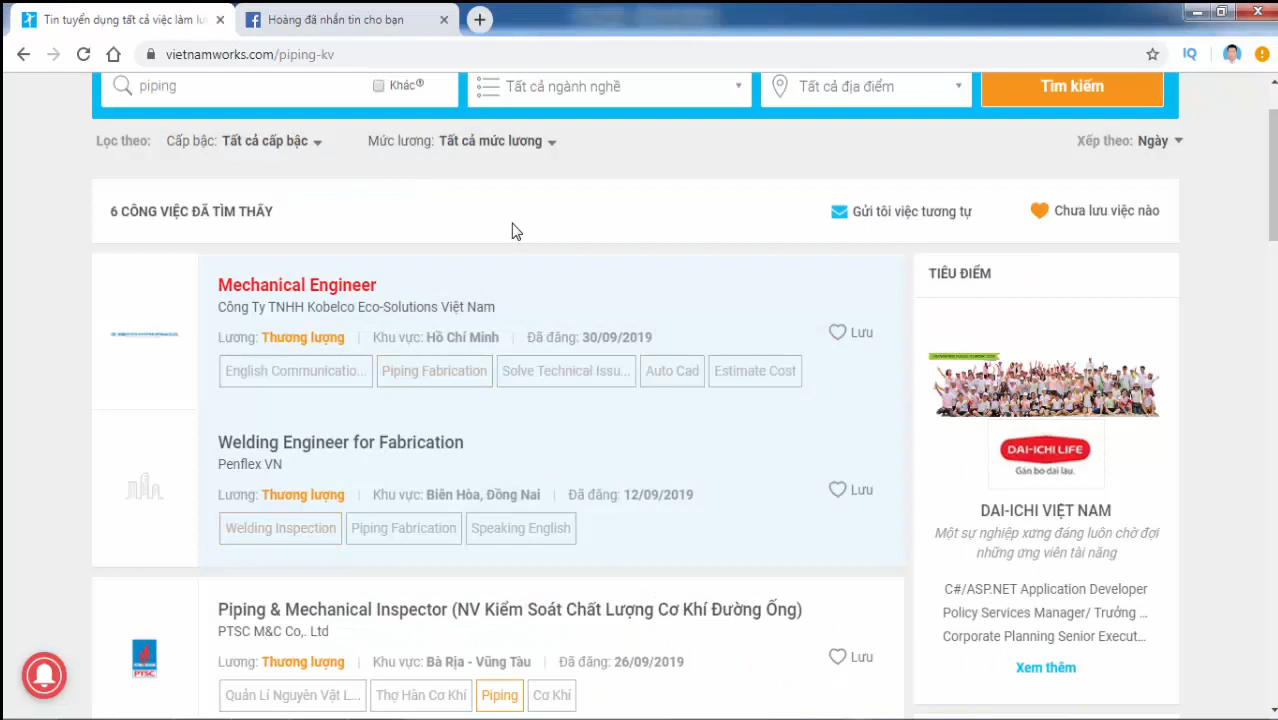 Tin tuyển dụng tất cả việc làm lư
Hoàng đã nhắn tin cho bạn
vietnamworks.com/piping-kv
IQ
piping
Khác
Tất cả ngành nghề
Tất cả địa điểm
Tìm kiếm
Lọc theo: Cấp bậc: Tất cả cấp bậc Mức lương: Tất cả mức lương Xếp theo: Ngày
6 CÔNG VIỆC ĐÃ TÌM THẤY
Gửi tôi việc tương tự
Chưa lưu việc nào
Mechanical Engineer
Công Ty TNHH Kobelco Eco-Solutions Việt Nam
Lương: Thương lượng | Khu vực: Hồ Chí Minh | Đã đăng: 30/09/2019
Lưu
English Communicatio... Piping Fabrication Solve Technical Issu... Auto Cad Estimate Cost
Welding Engineer for Fabrication
Penflex VN
Lương: Thương lượng | Khu vực: Biên Hòa, Đồng Nai | Đã đăng: 12/09/2019
Lưu
Welding Inspection Piping Fabrication Speaking English
Piping & Mechanical Inspector (NV Kiểm Soát Chất Lượng Cơ Khí Đường Ống)
PTSC M&C Co,. Ltd
Lương: Thương lượng | Khu vực: Bà Rịa - Vũng Tàu | Đã đăng: 26/09/2019
Lưu
PTSC
Quản Lí Nguyên Vật L... Thợ Hàn Cơ Khí Piping Cơ Khí
TIÊU ĐIỂM
DAI-ICHI LIFE
Gắn bó dài lâu.
DAI-ICHI VIỆT NAM
Một sự nghiệp xứng đáng luôn chờ đợi
những ứng viên tài năng
C#/ASP.NET Application Developer
Policy Services Manager/ Trưởng ...
Corporate Planning Senior Execut...
Xem thêm